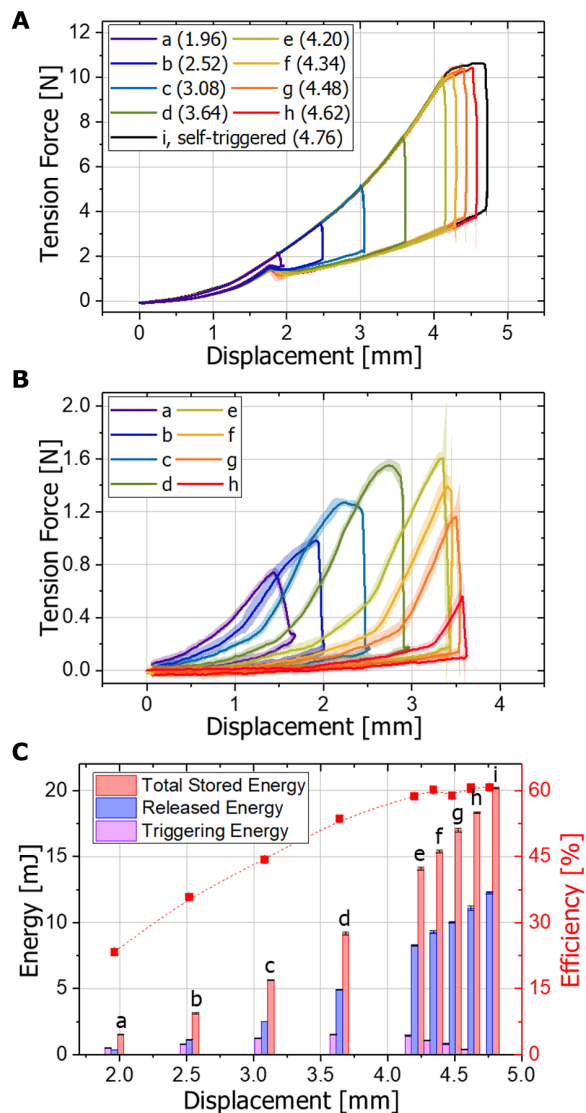 A
a (1.96) e (4.20)
b (2.52) f (4.34)
c (3.08) g (4.48)
d (3.64) h (4.62)
i, self-triggered (4.76)
Tension Force [N]
12
10
8
6
4
2
0
0 1 2 3 4 5
Displacement [mm]
B
a e
b f
c g
d h
Tension Force [N]
2.0
1.6
1.2
0.8
0.4
0.0
0 1 2 3 4
Displacement [mm]
C
Total Stored Energy
Released Energy
Triggering Energy
a b c d e f g h i
Energy [mJ]
20
15
10
5
0
Efficiency [%]
60
45
30
15
0
2.0 2.5 3.0 3.5 4.0 4.5 5.0
Displacement [mm]